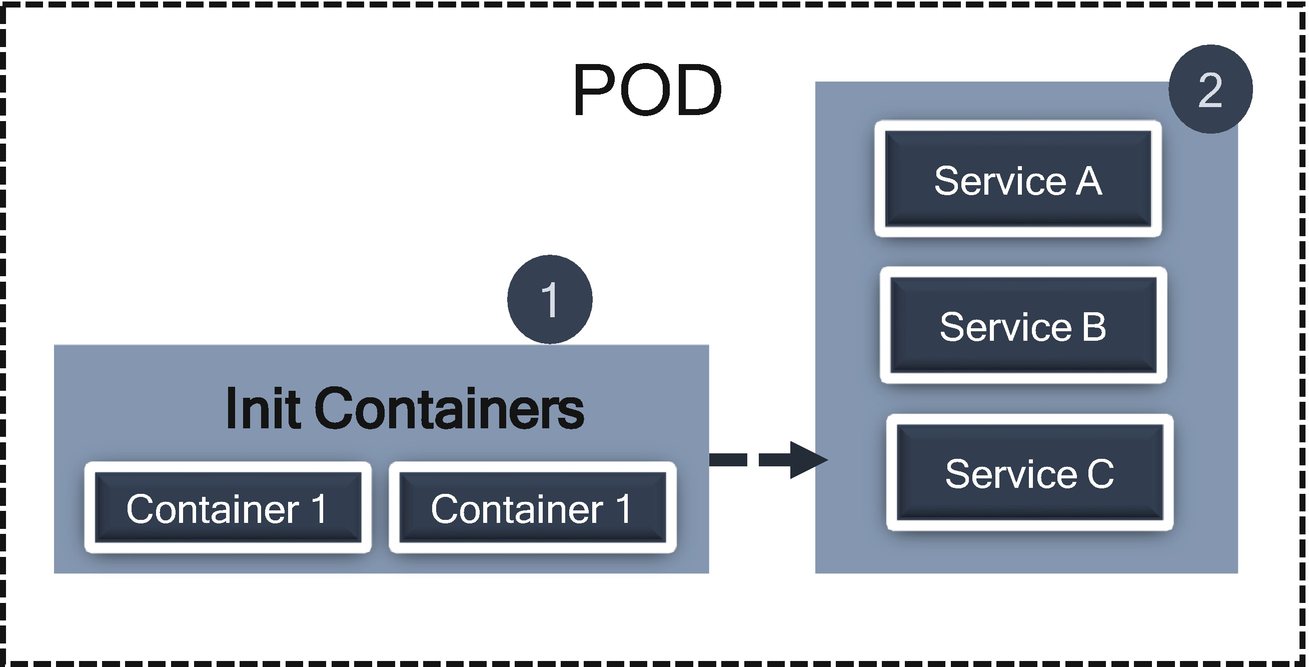 POD
1
Init Containers
Container 1
Container 1
2
Service A
Service B
Service C